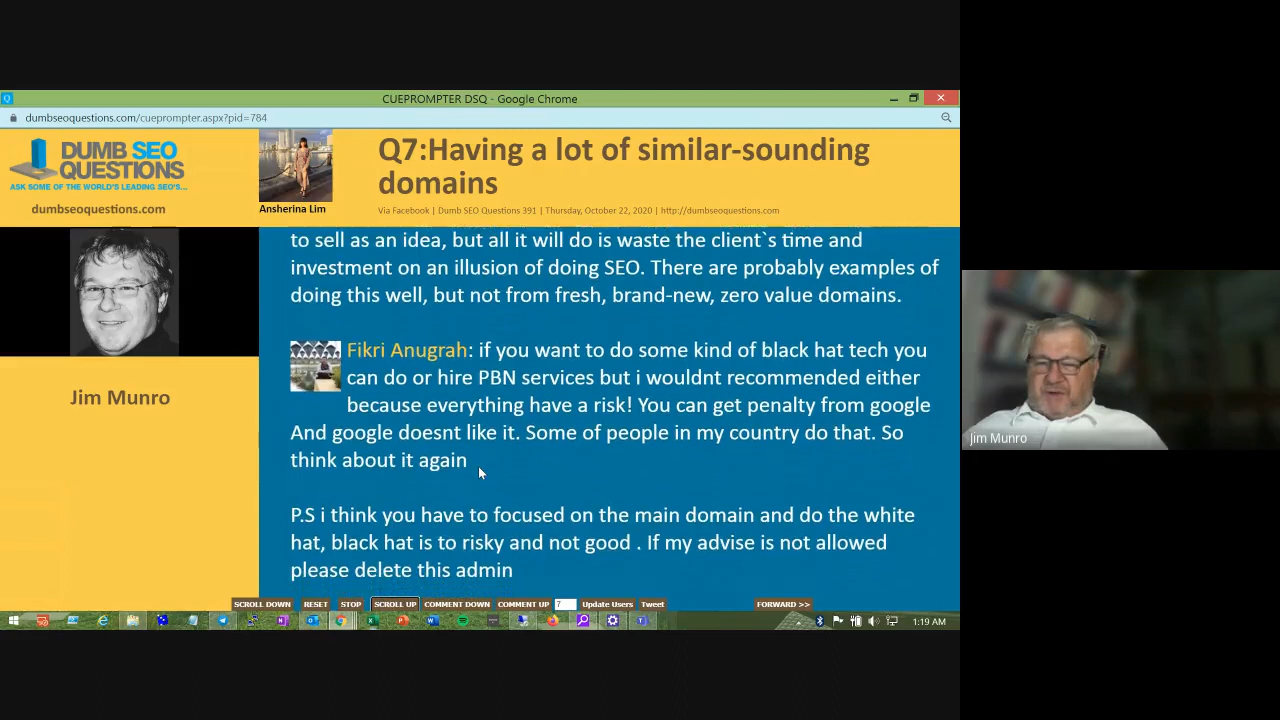 CUEPROMPTER DSQ - Google Chrome
dumbseoquestions.com/cueprompter.aspx?pid=784
DUMB SEO
QUESTIONS
ASK SOME OF THE WORLD'S LEADING SEO'S...
dumbseoquestions.com
Ansherina Lim
Q7:Having a lot of similar-sounding
domains
Via Facebook | Dumb SEO Questions 391 | Thursday, October 22, 2020 | http://dumbseoquestions.com
Jim Munro
to sell as an idea, but all it will do is waste the client`s time and
investment on an illusion of doing SEO. There are probably examples of
doing this well, but not from fresh, brand-new, zero value domains.
Fikri Anugrah: if you want to do some kind of black hat tech you
can do or hire PBN services but i wouldnt recommended either
because everything have a risk! You can get penalty from google
And google doesnt like it. Some of people in my country do that. So
think about it again
P.S i think you have to focused on the main domain and do the white
hat, black hat is to risky and not good . If my advise is not allowed
please delete this admin
SCROLL DOWN RESET STOP SCROLL UP COMMENT DOWN COMMENT UP 7 Update Users Tweet FORWARD >>
1:19 AM
Jim Munro